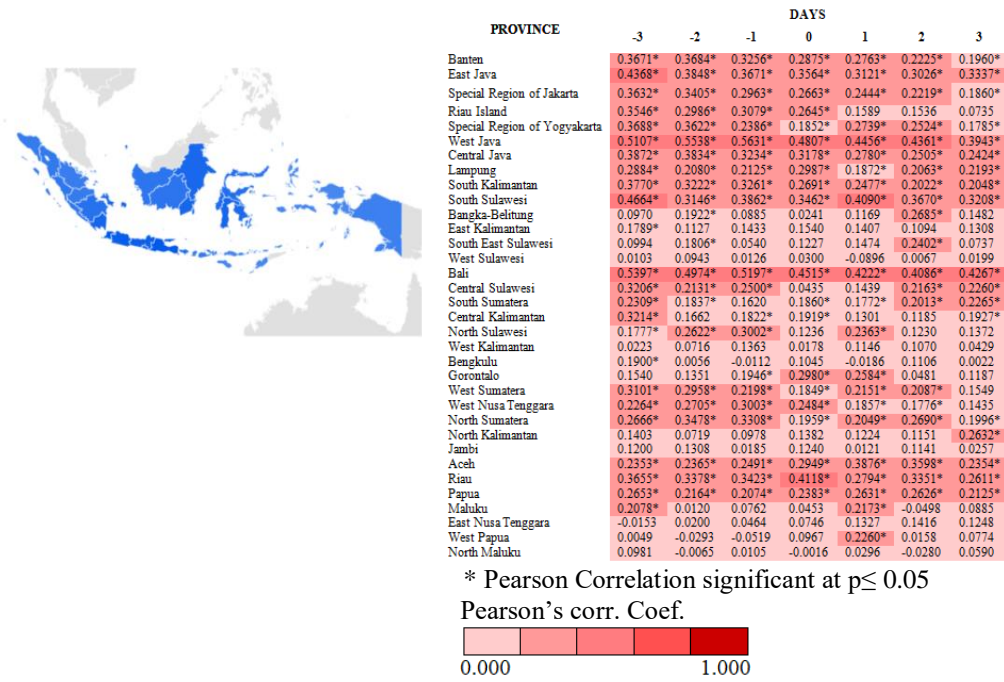 DAYS
PROVINCE
-3 -2 -1 0 1 2 3
Banten 0.3671* 0.3684* 0.3256* 0.2875* 0.2763* 0.2225* 0.1960*
East Java 0.4368* 0.3848* 0.3671* 0.3564* 0.3121* 0.3026* 0.3337*
Special Region of Jakarta 0.3632* 0.3405* 0.2963* 0.2663* 0.2444* 0.2219* 0.1860*
Riau Island 0.3546* 0.2986* 0.3079* 0.2645* 0.1589 0.1536 0.0735
Special Region of Yogyakarta 0.3688* 0.3622* 0.2386* 0.1852* 0.2739* 0.2524* 0.1785*
West Java 0.5107* 0.5538* 0.5631* 0.4807* 0.4456* 0.4361* 0.3943*
Central Java 0.3872* 0.3834* 0.3234* 0.3178* 0.2780* 0.2505* 0.2424*
Lampung 0.2884* 0.2080* 0.2125* 0.2987* 0.1872* 0.2063* 0.2193*
South Kalimantan 0.3770* 0.3222* 0.3261* 0.2691* 0.2477* 0.2022* 0.2048*
South Sulawesi 0.4664* 0.3146* 0.3862* 0.3462* 0.4090* 0.3670* 0.3208*
Bangka-Belitung 0.0970 0.1922* 0.0885 0.0241 0.1169 0.2685* 0.1482
East Kalimantan 0.1789* 0.1127 0.1433 0.1540 0.1407 0.1094 0.1308
South East Sulawesi 0.0994 0.1806* 0.0540 0.1227 0.1474 0.2402* 0.0737
West Sulawesi 0.0103 0.0943 0.0126 0.0300 -0.0896 0.0067 0.0199
Bali 0.5397* 0.4974* 0.5197* 0.4515* 0.4222* 0.4086* 0.4267*
Central Sulawesi 0.3206* 0.2131* 0.2500* 0.0435 0.1439 0.2163* 0.2260*
South Sumatera 0.2309* 0.1837* 0.1620 0.1860* 0.1772* 0.2013* 0.2265*
Central Kalimantan 0.3214* 0.1662 0.1822* 0.1919* 0.1301 0.1185 0.1927*
North Sulawesi 0.1777* 0.2622* 0.3002* 0.1236 0.2363* 0.1230 0.1372
West Kalimantan 0.0223 0.0716 0.1363 0.0178 0.1146 0.1070 0.0429
Bengkulu 0.1900* 0.0056 -0.0112 0.1045 -0.0186 0.1106 0.0022
Gorontalo 0.1540 0.1351 0.1946* 0.2980* 0.2584* 0.0481 0.1187
West Sumatera 0.3101* 0.2958* 0.2198* 0.1849* 0.2151* 0.2087* 0.1549
West Nusa Tenggara 0.2264* 0.2705* 0.3003* 0.2484* 0.1857* 0.1776* 0.1435
North Sumatera 0.2666* 0.3478* 0.3308* 0.1959* 0.2049* 0.2690* 0.1996*
North Kalimantan 0.1403 0.0719 0.0978 0.1382 0.1224 0.1151 0.2632*
Jambi 0.1200 0.1308 0.0185 0.1240 0.0121 0.1141 0.0257
Aceh 0.2353* 0.2365* 0.2491* 0.2949* 0.3876* 0.3598* 0.2354*
Riau 0.3655* 0.3378* 0.3423* 0.4118* 0.2794* 0.3351* 0.2611*
Papua 0.2653* 0.2164* 0.2074* 0.2383* 0.2631* 0.2626* 0.2125*
Maluku 0.2078* 0.0120 0.0762 0.0453 0.2173* -0.0498 0.0885
East Nusa Tenggara -0.0153 0.0200 0.0464 0.0746 0.1327 0.1416 0.1248
West Papua 0.0049 -0.0293 -0.0519 0.0967 0.2260* 0.0158 0.0774
North Maluku 0.0981 -0.0065 0.0105 -0.0016 0.0296 -0.0280 0.0590
* Pearson Correlation significant at p≤ 0.05
Pearson's corr. Coef.
0.000 1.000